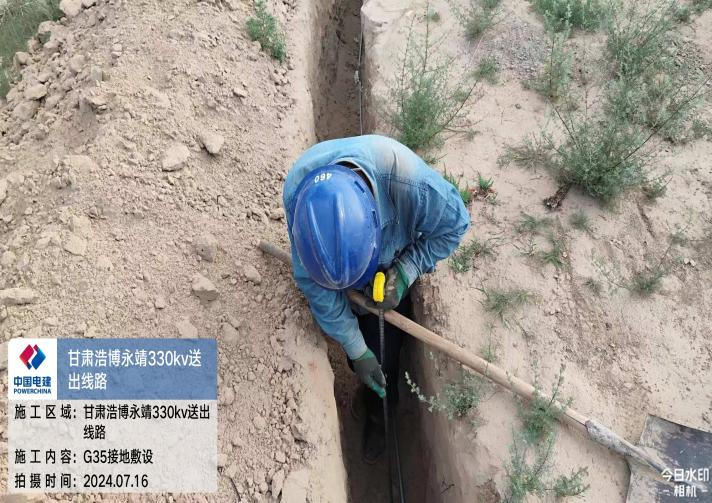 460
中国电建
POWERCHINA
甘肃浩博永靖330kv送
出线路
施工区域：甘肃浩博永靖330kv送出
线路
施工内容：G35接地敷设
拍摄时间：2024.07.16
今日水印
相机